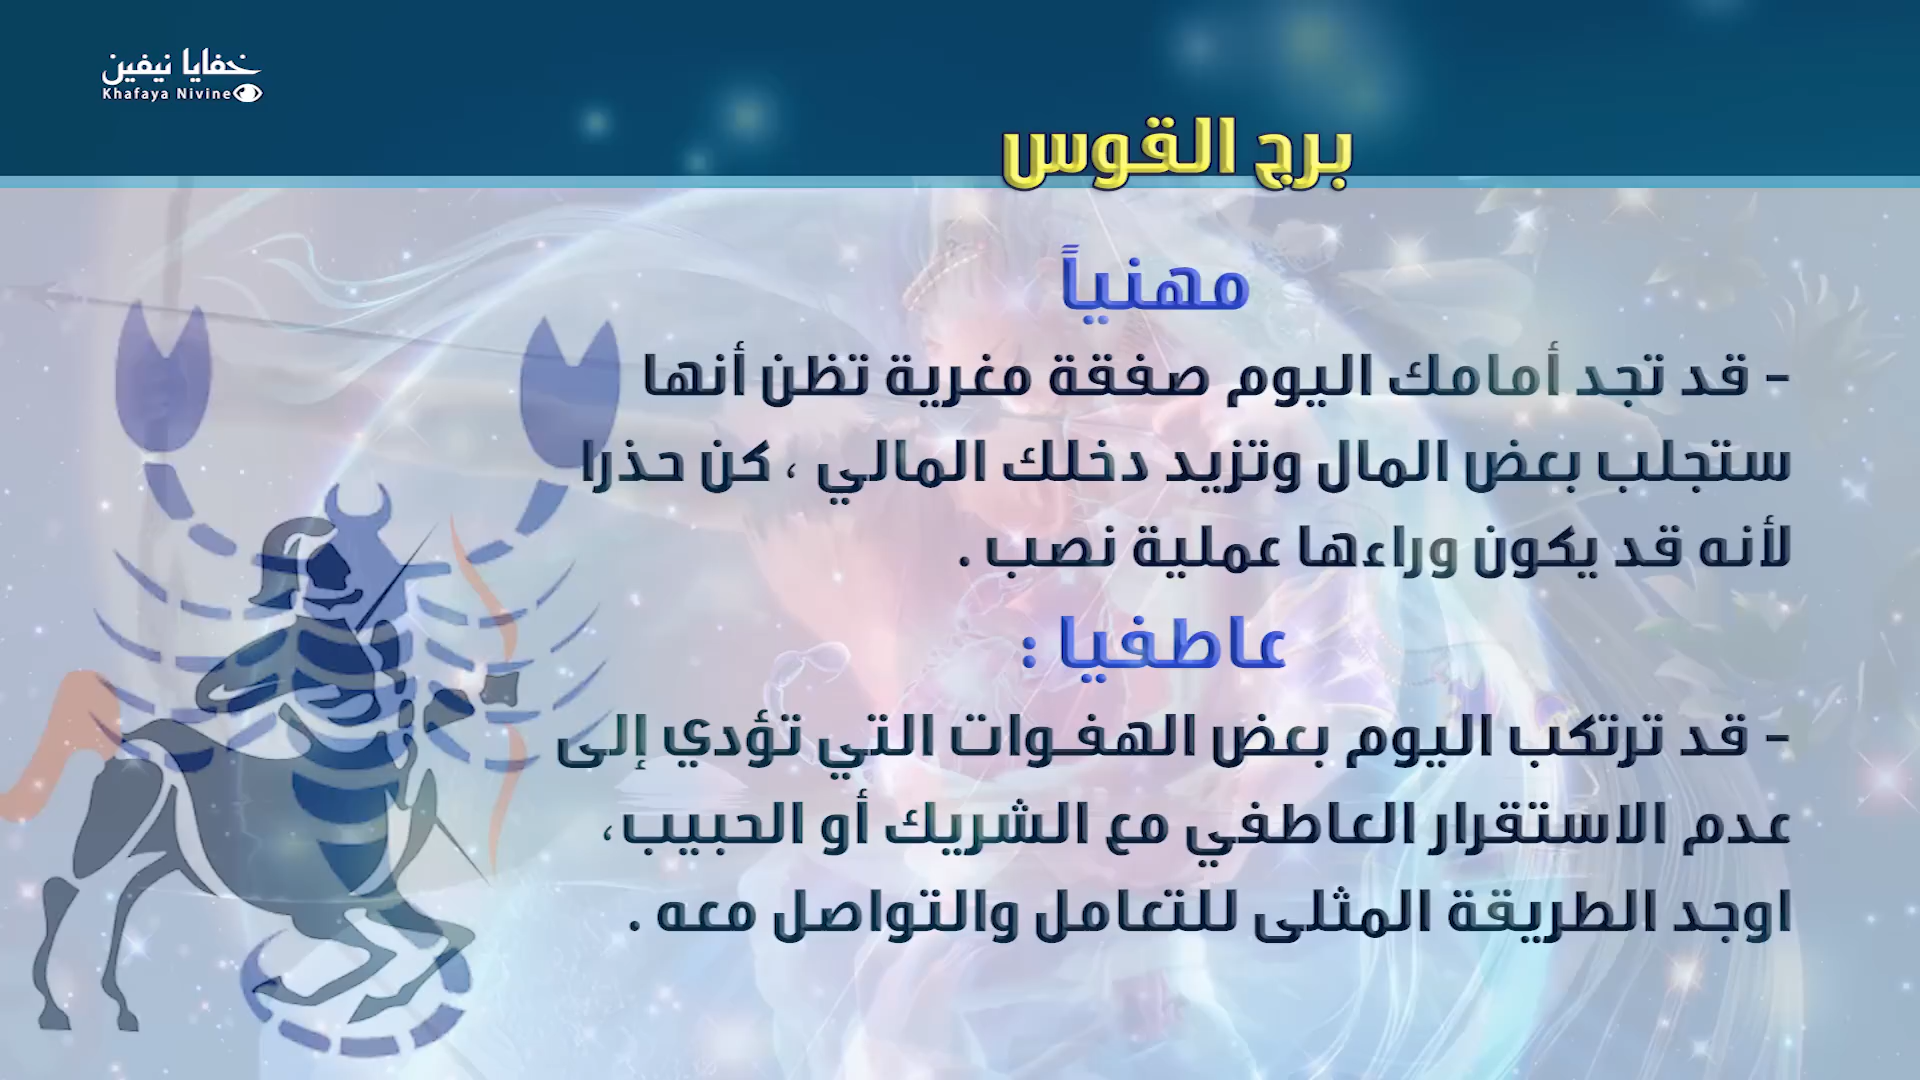 خفايا نيفين
Khafaya Nivine
برج القوس
مهنياً
- قد تجد أمامك اليوم صفقة مغرية تظن أنها
ستجلب بعض المال وتزيد دخلك المالي ، كن حذرا
لأنه قد يكون وراءها عملية نصب .
عاطفيا :
- قد ترتكب اليوم بعض الهفوات التي تؤدي إلى
عدم الاستقرار العاطفي مع الشريك أو الحبيب،
اوجد الطريقة المثلى للتعامل والتواصل معه .